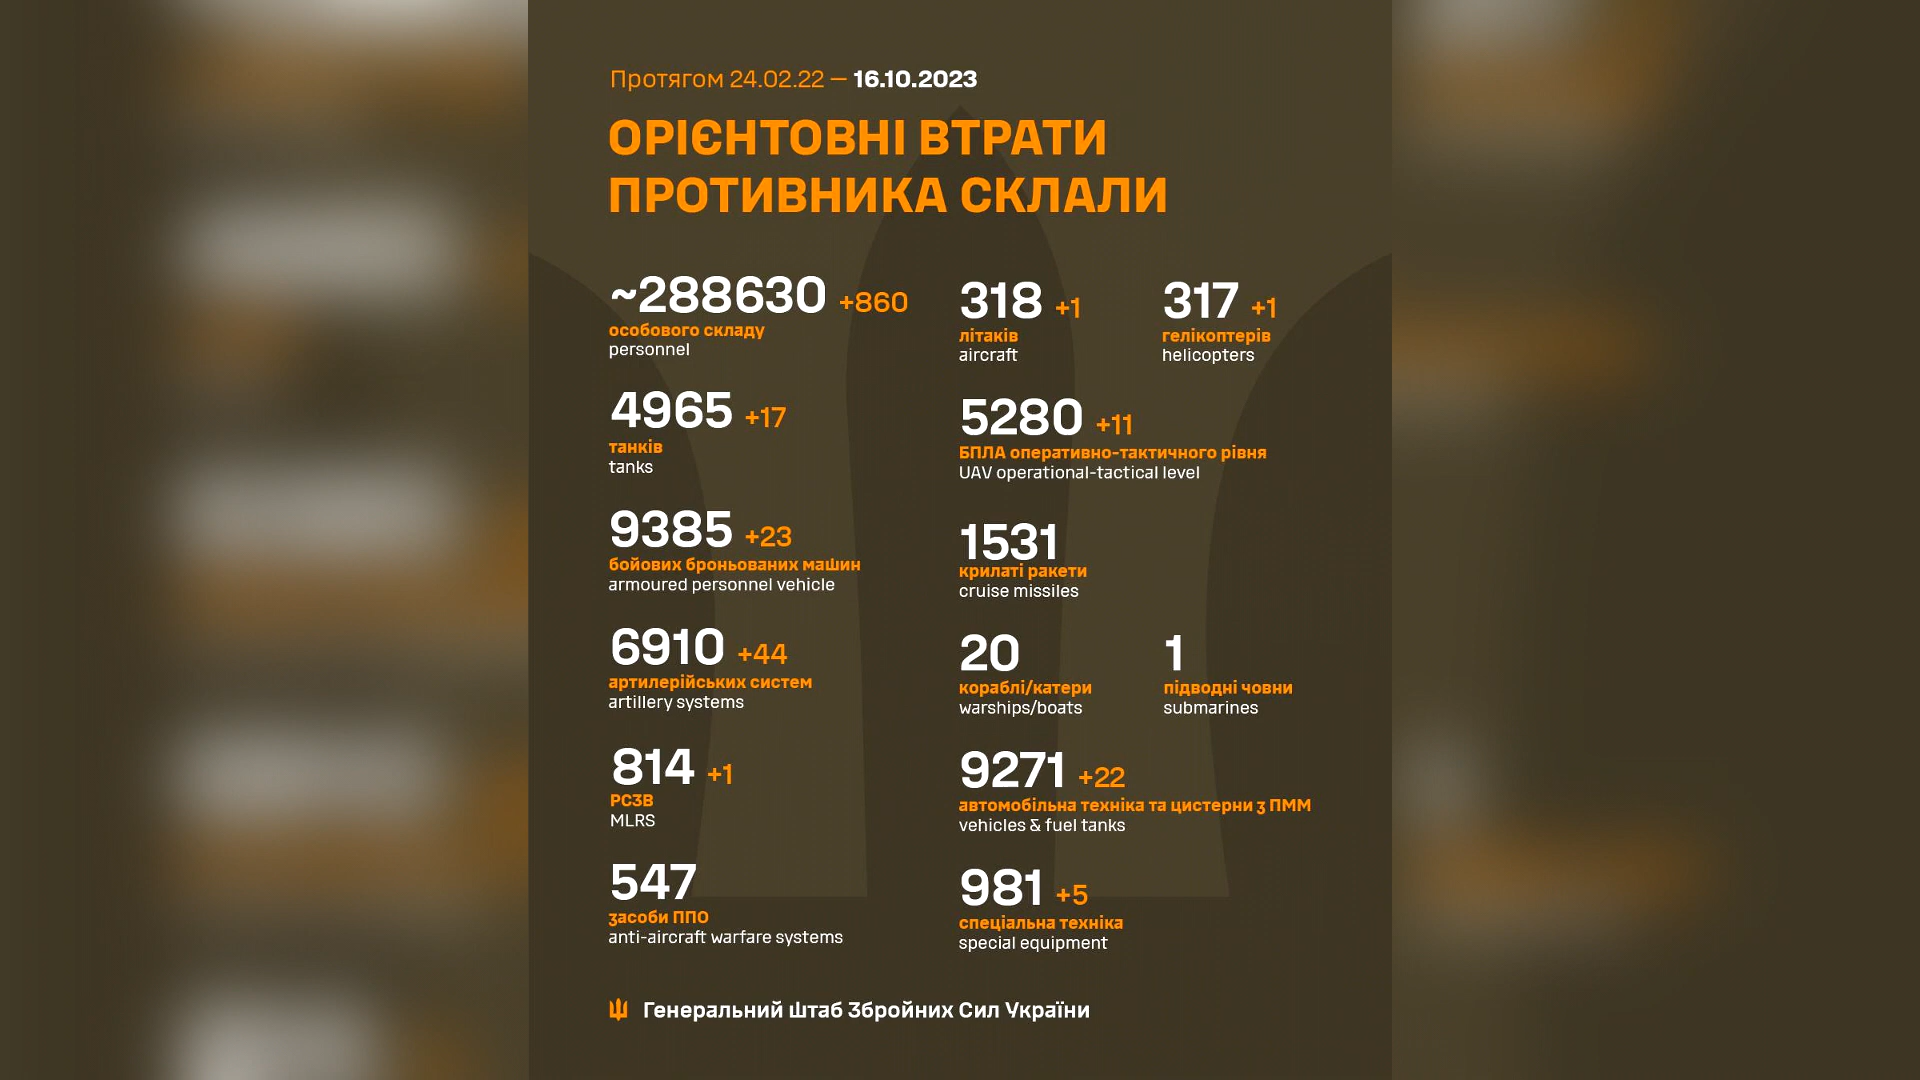 Протягом 24.02.22 — 16.10.2023
ОРІЄНТОВНІ ВТРАТИ
ПРОТИВНИКА СКЛАЛИ
~288630 +860
особового складу
personnel
318 +1
літаків
aircraft
317 +1
гелікоптерів
helicopters
4965 +17
танків
tanks
5280 +11
БПЛА оперативно-тактичного рівня
UAV operational-tactical level
9385 +23
бойових броньованих машин
armoured personnel vehicle
1531
крилаті ракети
cruise missiles
6910 +44
артилерійських систем
artillery systems
20
кораблі/катери
warships/boats
1
підводні човни
submarines
814 +1
РСЗВ
MLRS
9271 +22
автомобільна техніка та цистерни з ПММ
vehicles & fuel tanks
547
засоби ППО
anti-aircraft warfare systems
981 +5
спеціальна техніка
special equipment
Генеральний штаб Збройних Сил України